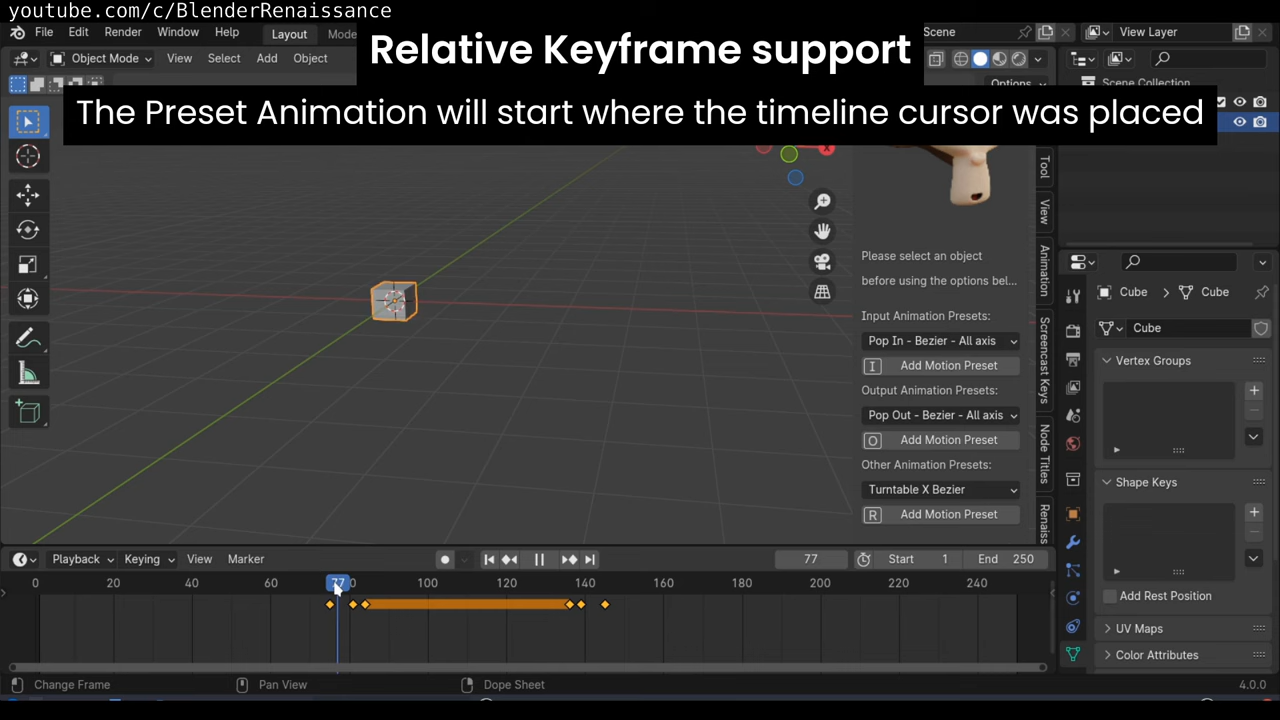 youtube.com/c/BlenderRenaissance
File Edit Render Window Help Layout Mode Scene View Layer
Relative Keyframe support
Object Mode View Select Add Object
Options Scene Collection
The Preset Animation will start where the timeline cursor was placed
Tool
View
Animation
Screencast Keys
Node Titles
Renaiss
Please select an object
before using the options bel...
Input Animation Presets:
Pop In - Bezier - All axis
I Add Motion Preset
Output Animation Presets:
Pop Out - Bezier - All axis
O Add Motion Preset
Other Animation Presets:
Turntable X Bezier
R Add Motion Preset
Cube > Cube
Cube
Vertex Groups
Shape Keys
Add Rest Position
UV Maps
Color Attributes
Playback Keying View Marker 77 Start 1 End 250
0 20 40 60 77 80 100 120 140 160 180 200 220 240
Change Frame Pan View Dope Sheet 4.0.0